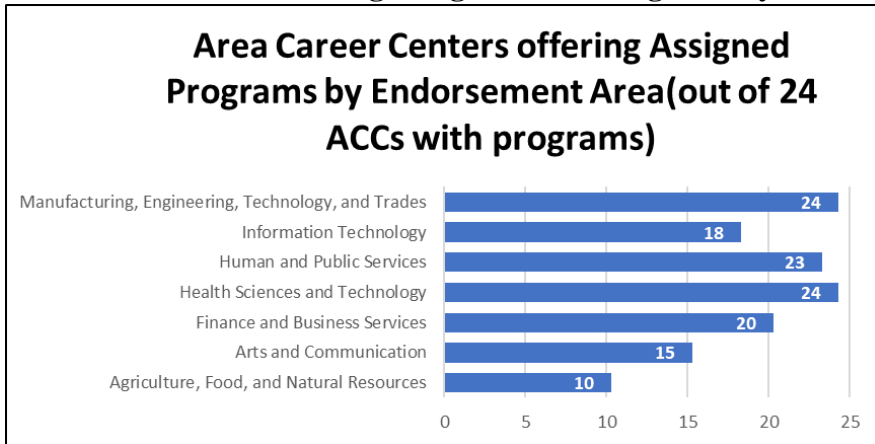 Area Career Centers offering Assigned
Programs by Endorsement Area(out of 24
ACCs with programs)
Manufacturing, Engineering, Technology, and Trades 24
Information Technology 18
Human and Public Services 23
Health Sciences and Technology 24
Finance and Business Services 20
Arts and Communication 15
Agriculture, Food, and Natural Resources 10
0 5 10 15 20 25